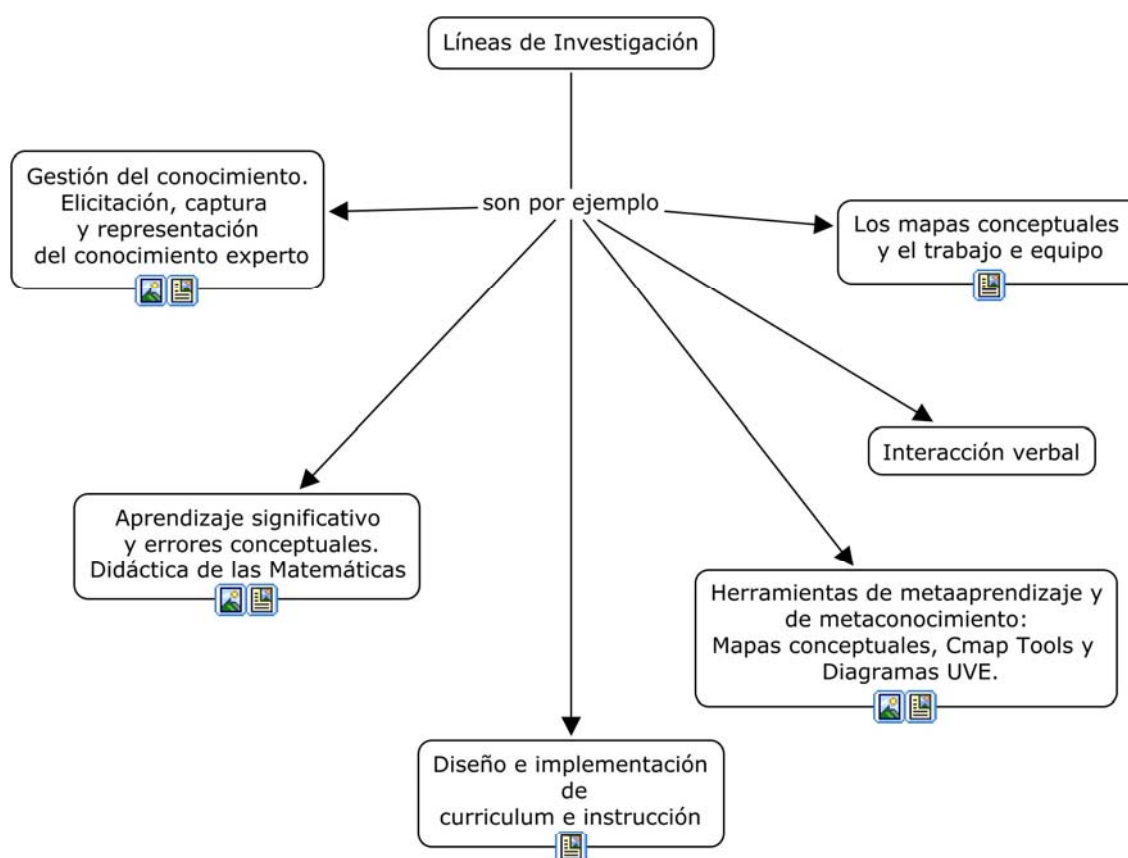 Líneas de Investigación
Gestión del conocimiento.
Elicitación, captura
y representación
del conocimiento experto
son por ejemplo
Los mapas conceptuales
y el trabajo e equipo
Interacción verbal
Aprendizaje significativo
y errores conceptuales.
Didáctica de las Matemáticas
Herramientas de metaaprendizaje y
de metaconocimiento:
Mapas conceptuales, Cmap Tools y
Diagramas UVE.
Diseño e implementación
de
curriculum e instrucción